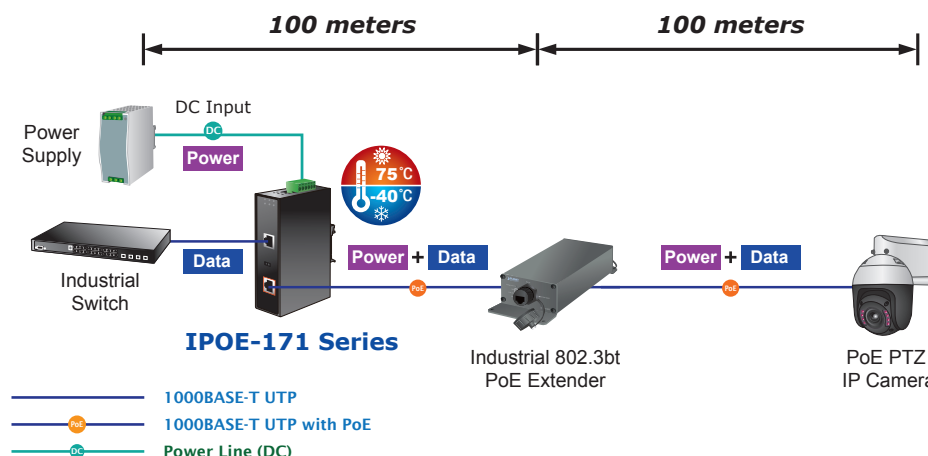 100 meters
100 meters
DC Input
DC
Power
Supply
Power
75°C
-40°C
Data
Industrial
Switch
Power + Data
PoE
Power + Data
PoE
IPOE-171 Series
Industrial 802.3bt
PoE Extender
PoE PTZ
IP Camera
1000BASE-T UTP
PoE
1000BASE-T UTP with PoE
DC
Power Line (DC)